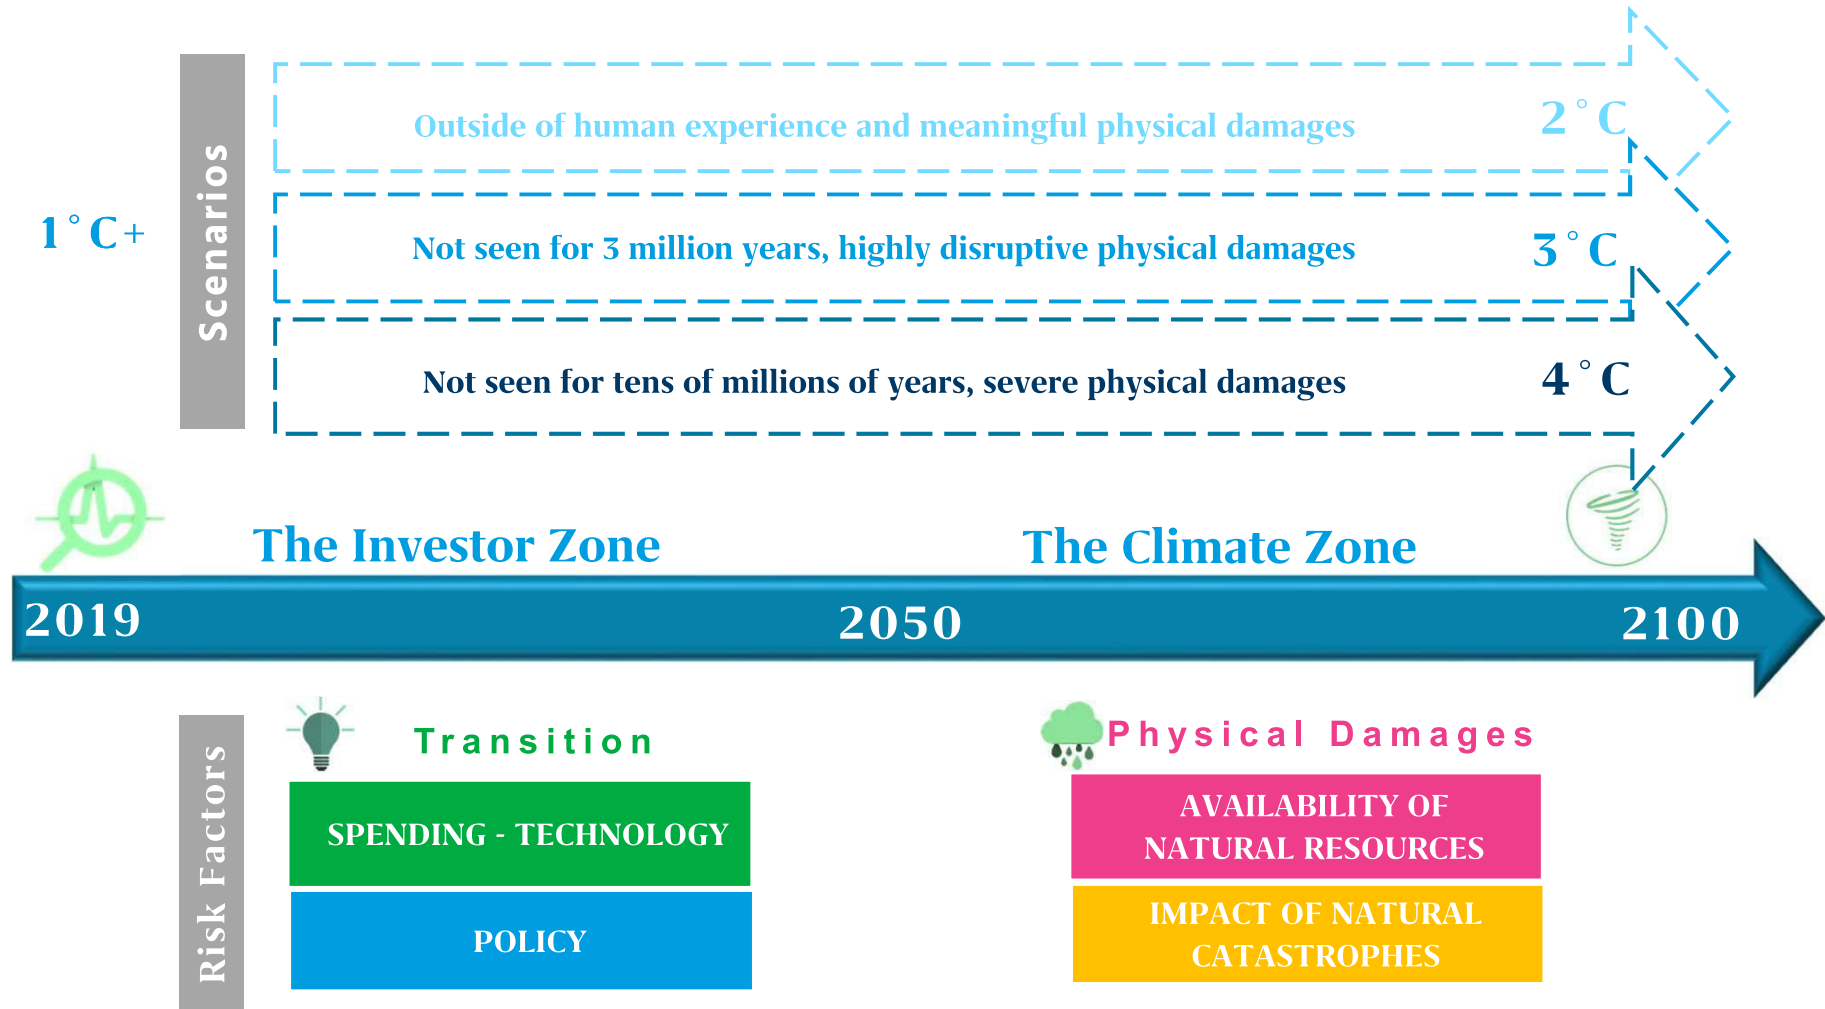 Scenarios
1°C+
Outside of human experience and meaningful physical damages
2°C
Not seen for 3 million years, highly disruptive physical damages
3°C
Not seen for tens of millions of years, severe physical damages
4°C
The Investor Zone
The Climate Zone
2019
2050
2100
Risk Factors
Transition
SPENDING - TECHNOLOGY
POLICY
Physical Damages
AVAILABILITY OF
NATURAL RESOURCES
IMPACT OF NATURAL
CATASTROPHES